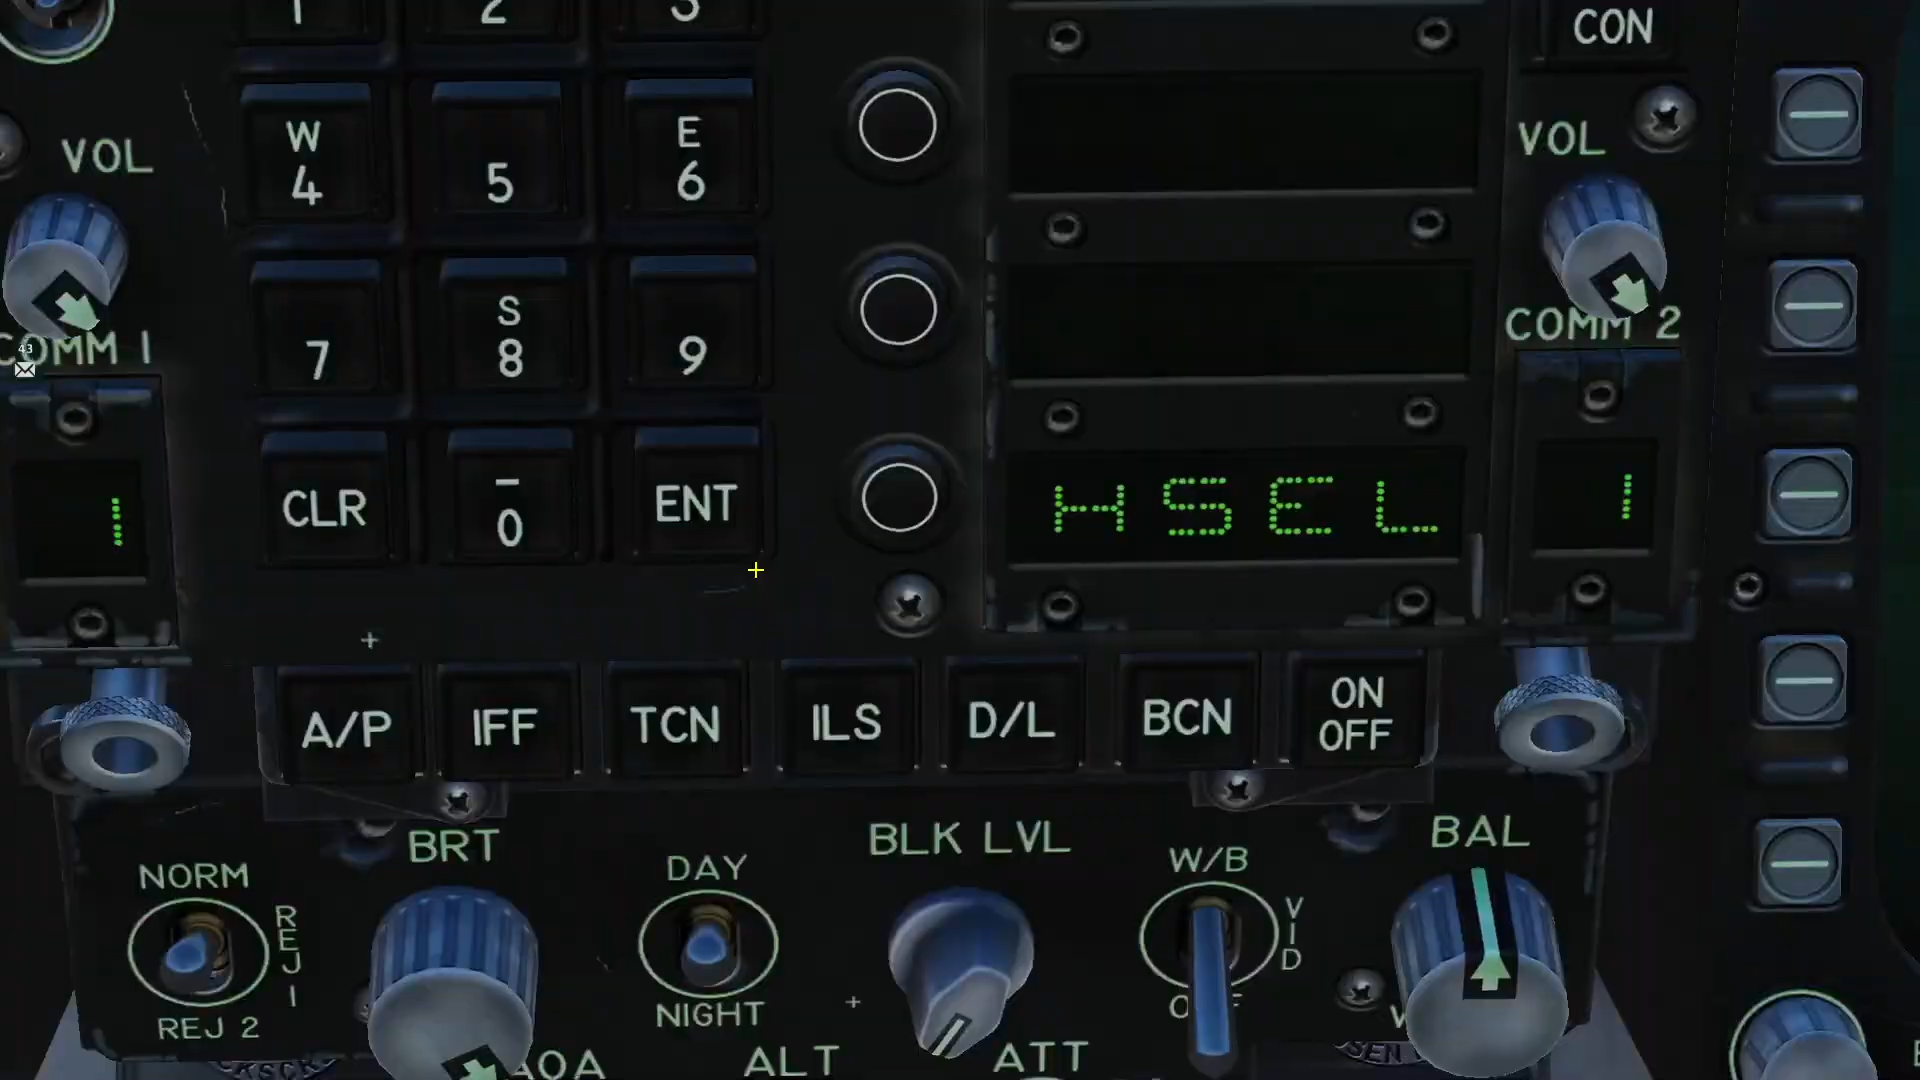 1 2 3
CON
W
4
5
E
6
VOL
VOL
7
S
8
9
COMM 1
43
COMM 2
CLR
–
0
ENT
1
HSEL
1
A/P IFF TCN ILS D/L BCN ON
OFF
NORM
REJ 1
REJ 2
BRT
DAY
NIGHT
BLK LVL
W/B
VID
BAL
AOA
ALT
ATT